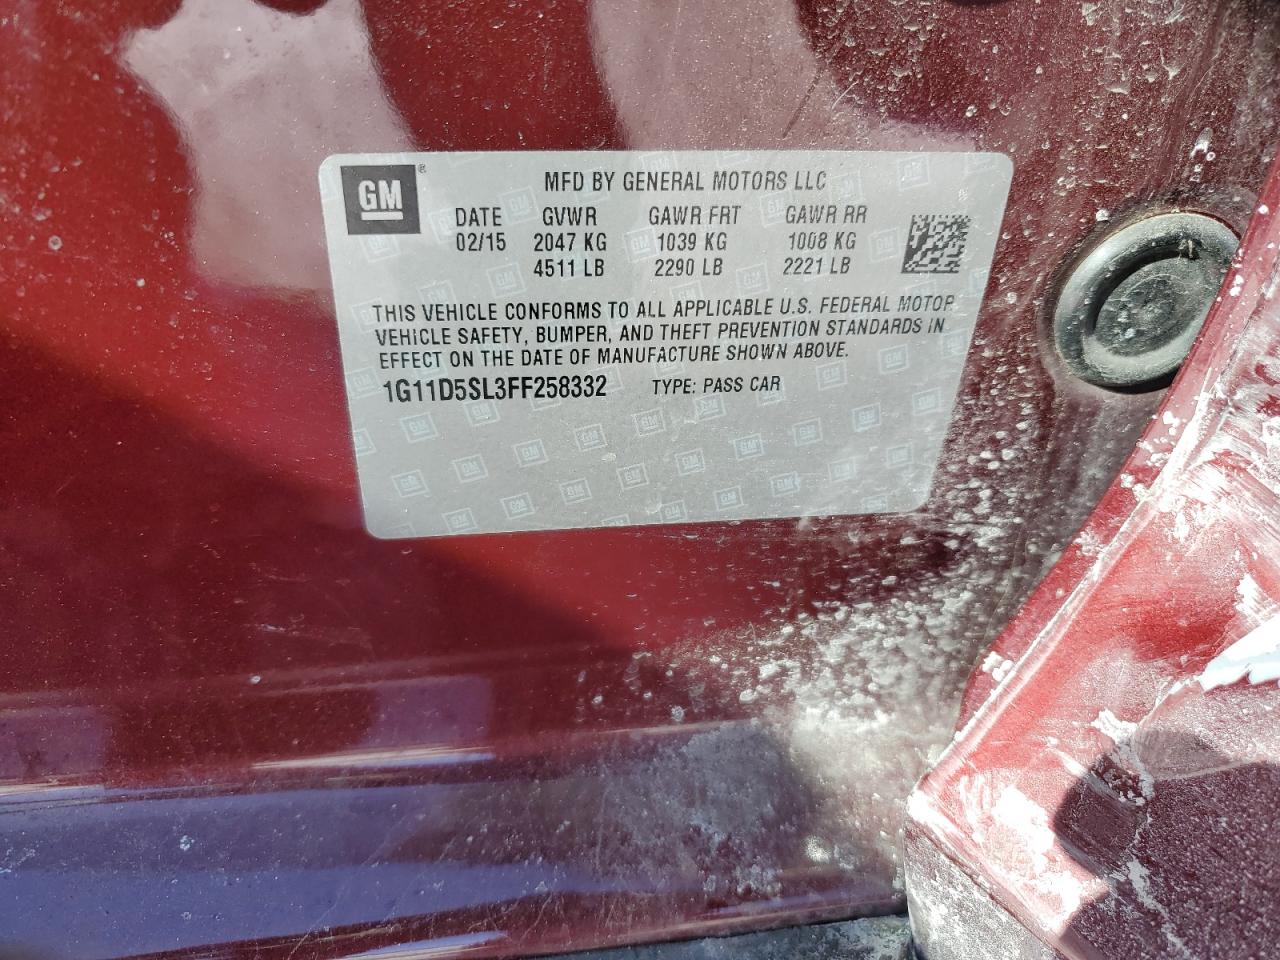 GM ®
MFD BY GENERAL MOTORS LLC
DATE GVWR GAWR FRT GAWR RR
02/15 2047 KG 1039 KG 1008 KG
4511 LB 2290 LB 2221 LB
THIS VEHICLE CONFORMS TO ALL APPLICABLE U.S. FEDERAL MOTOR
VEHICLE SAFETY, BUMPER, AND THEFT PREVENTION STANDARDS IN
EFFECT ON THE DATE OF MANUFACTURE SHOWN ABOVE.
1G11D5SL3FF258332 TYPE: PASS CAR